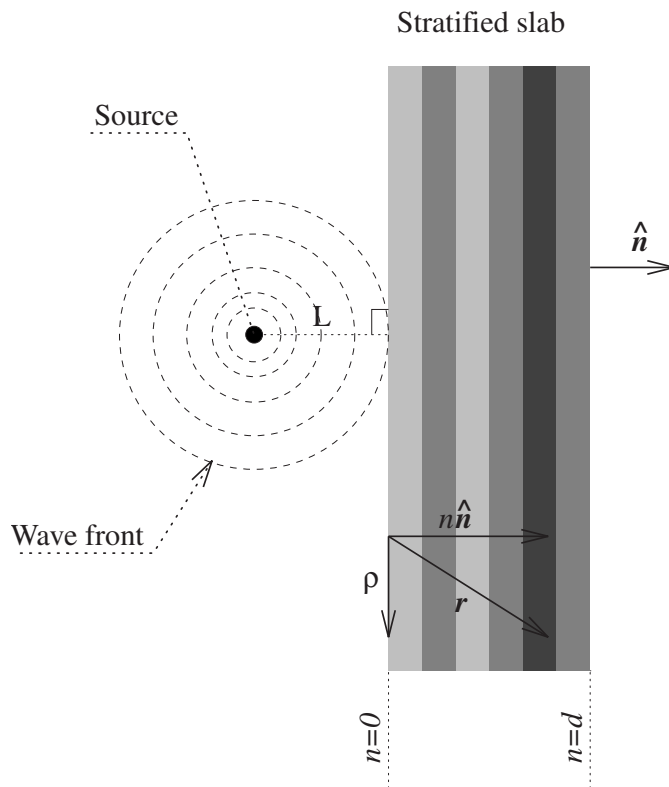 Stratified slab
Source
n̂
L
Wave front
nn̂
ρ
r
n=0
n=d